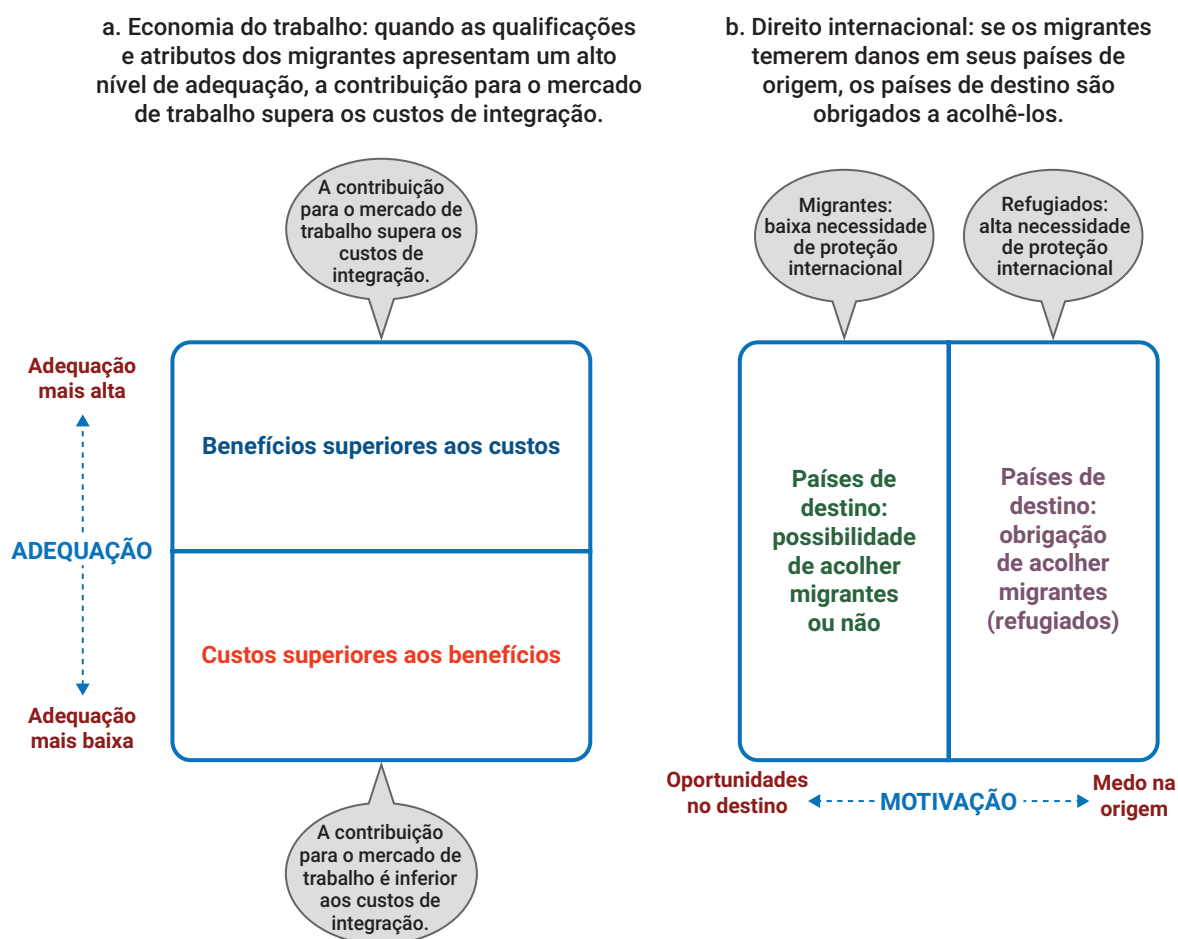 a. Economia do trabalho: quando as qualificações
e atributos dos migrantes apresentam um alto
nível de adequação, a contribuição para o mercado
de trabalho supera os custos de integração.
A contribuição
para o mercado de
trabalho supera os
custos de
integração.
Adequação
mais alta
ADEQUAÇÃO
Adequação
mais baixa
Benefícios superiores aos custos
Custos superiores aos benefícios
A contribuição
para o mercado de
trabalho é inferior
aos custos de
integração.
b. Direito internacional: se os migrantes
temerem danos em seus países de
origem, os países de destino são
obrigados a acolhê-los.
Migrantes:
baixa necessidade
de proteção
internacional
Refugiados:
alta necessidade
de proteção
internacional
Países de
destino:
possibilidade
de acolher
migrantes
ou não
Países de
destino:
obrigação
de acolher
migrantes
(refugiados)
Oportunidades
no destino
MOTIVAÇÃO
Medo na
origem